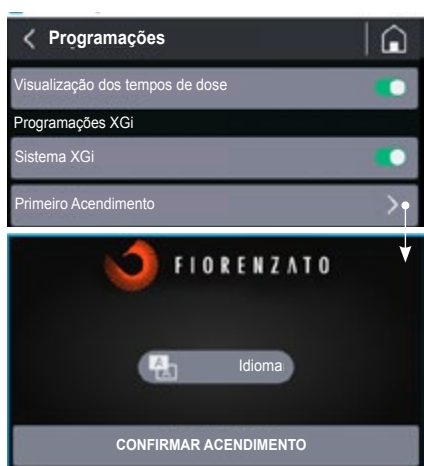 Programações
Visualização dos tempos de dose
Programações XGi
Sistema XGi
Primeiro Acendimento
FIORENZATO
Idioma
CONFIRMAR ACENDIMENTO